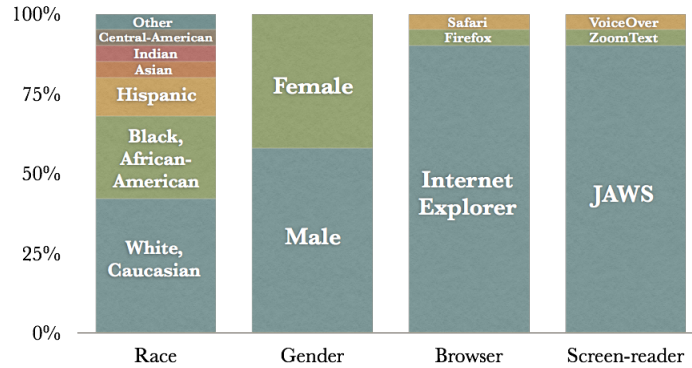 100%
75%
50%
25%
0%
Other
Central-American
Indian
Asian
Hispanic
Black,
African-
American
White,
Caucasian
Female
Male
Safari
Firefox
Internet
Explorer
VoiceOver
ZoomText
JAWS
Race
Gender
Browser
Screen-reader